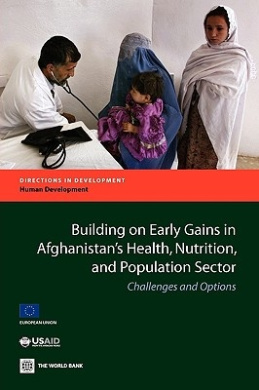 DIRECTIONS IN DEVELOPMENT
Human Development
Building on Early Gains in
Afghanistan's Health, Nutrition,
and Population Sector
Challenges and Options
EUROPEAN UNION
USAID
THE WORLD BANK